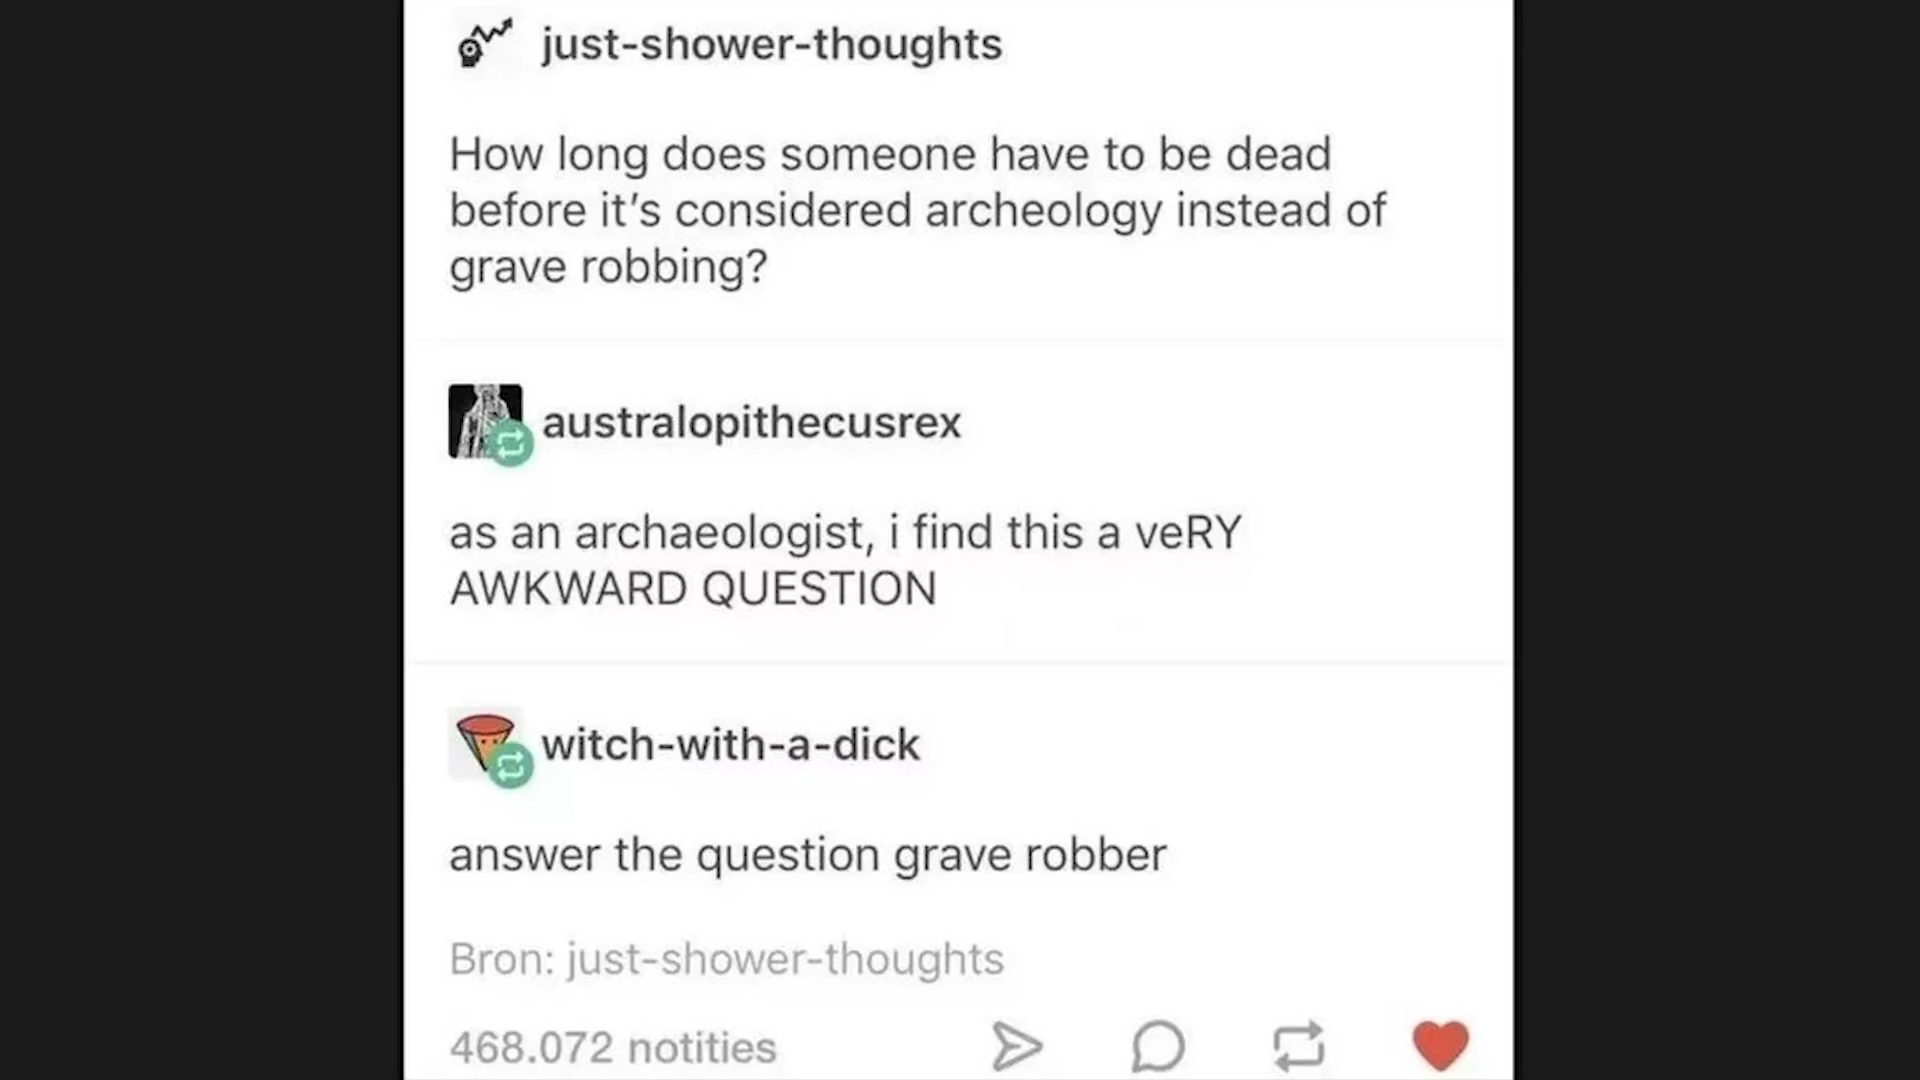 just-shower-thoughts
How long does someone have to be dead
before it’s considered archeology instead of
grave robbing?
australopithecusrex
as an archaeologist, i find this a veRY
AWKWARD QUESTION
witch-with-a-dick
answer the question grave robber
Bron: just-shower-thoughts
468.072 notities